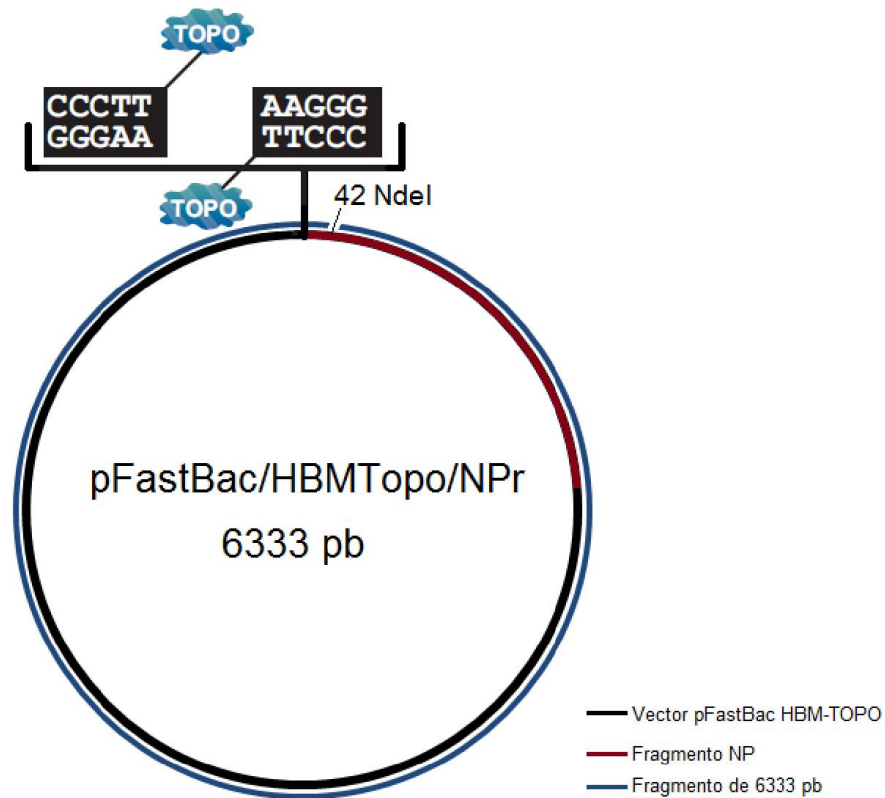 TOPO
CCCTT
GGGAA
AAGGG
TTCCC
TOPO
42 NdeI
pFastBac/HBMTopo/NPr
6333 pb
Vector pFastBac HBM-TOPO
Fragmento NP
Fragmento de 6333 pb